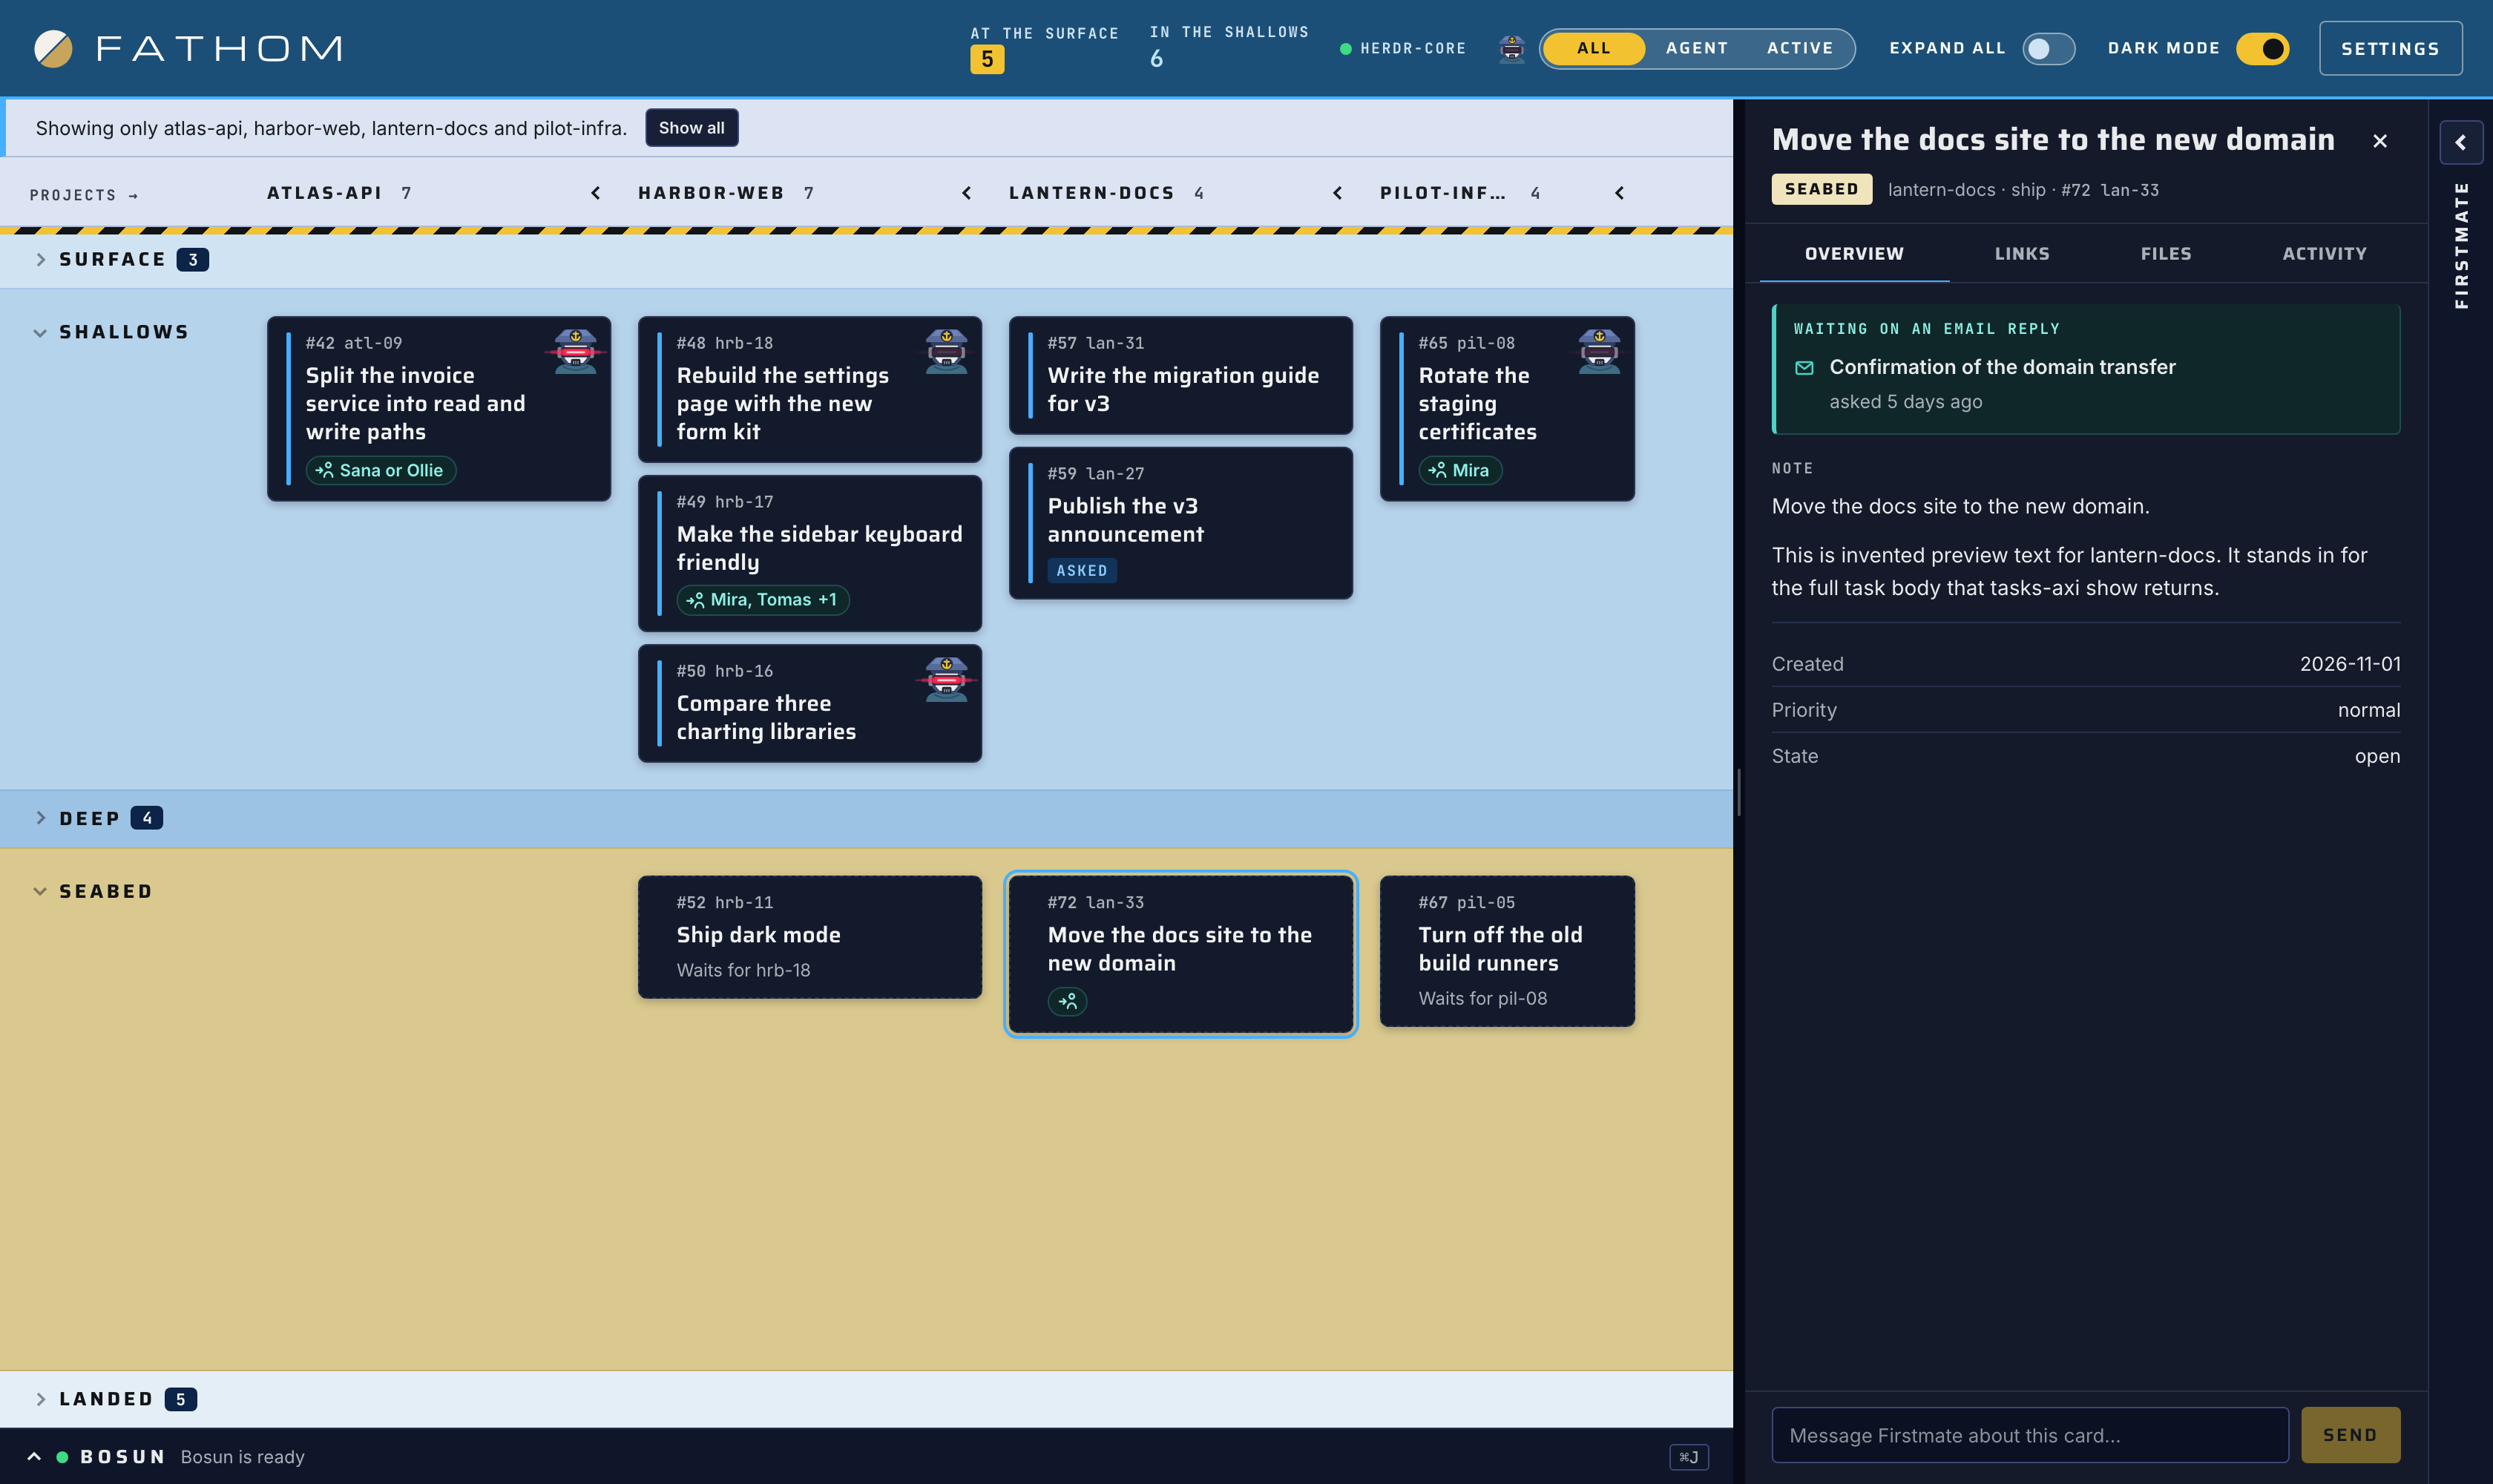 FATHOM
AT THE SURFACE
5
IN THE SHALLOWS
6
HERDR-CORE
ALL AGENT ACTIVE
EXPAND ALL
DARK MODE
SETTINGS
Showing only atlas-api, harbor-web, lantern-docs and pilot-infra.
Show all
PROJECTS →
ATLAS-API 7
HARBOR-WEB 7
LANTERN-DOCS 4
PILOT-INF... 4
SURFACE 3
SHALLOWS
#42 atl-09
Split the invoice
service into read and
write paths
Sana or Ollie
#48 hrb-18
Rebuild the settings
page with the new
form kit
#49 hrb-17
Make the sidebar keyboard
friendly
Mira, Tomas +1
#50 hrb-16
Compare three
charting libraries
#57 lan-31
Write the migration guide
for v3
#59 lan-27
Publish the v3
announcement
ASKED
#65 pil-08
Rotate the
staging
certificates
Mira
DEEP 4
SEABED
#52 hrb-11
Ship dark mode
Waits for hrb-18
#72 lan-33
Move the docs site to the
new domain
#67 pil-05
Turn off the old
build runners
Waits for pil-08
LANDED 5
BOSUN Bosun is ready
⌘J
Move the docs site to the new domain
SEABED lantern-docs · ship · #72 lan-33
OVERVIEW LINKS FILES ACTIVITY
WAITING ON AN EMAIL REPLY
Confirmation of the domain transfer
asked 5 days ago
NOTE
Move the docs site to the new domain.
This is invented preview text for lantern-docs. It stands in for
the full task body that tasks-axi show returns.
Created 2026-11-01
Priority normal
State open
Message Firstmate about this card...
SEND
FIRSTMATE